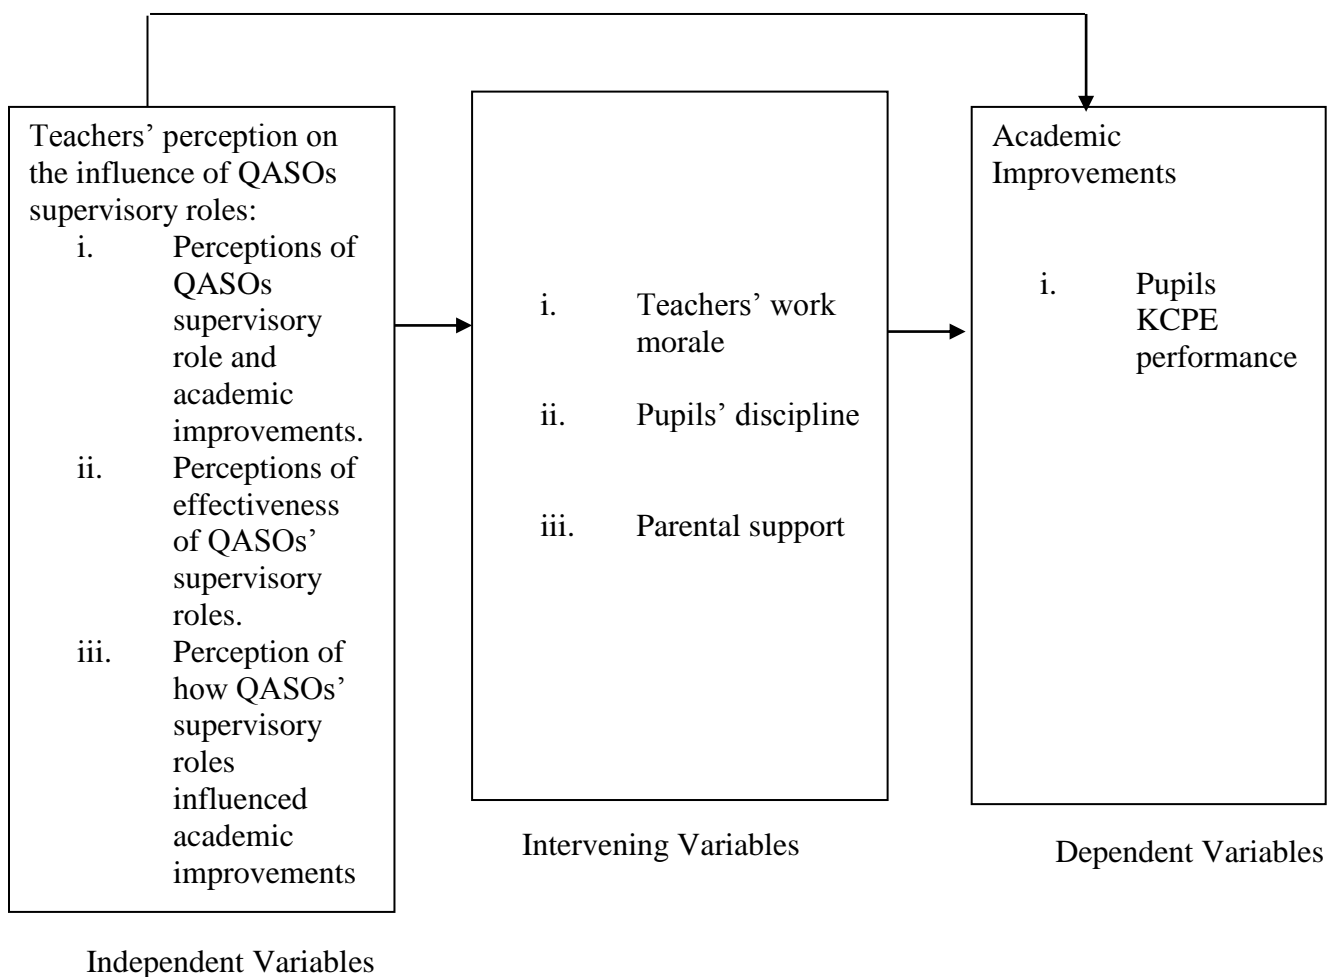 Teachers’ perception on
the influence of QASOs
supervisory roles:
i. Perceptions of
QASOs
supervisory
role and
academic
improvements.
ii. Perceptions of
effectiveness
of QASOs’
supervisory
roles.
iii. Perception of
how QASOs’
supervisory
roles
influenced
academic
improvements
Independent Variables
i. Teachers’ work
morale
ii. Pupils’ discipline
iii. Parental support
Intervening Variables
Academic
Improvements
i. Pupils
KCPE
performance
Dependent Variables